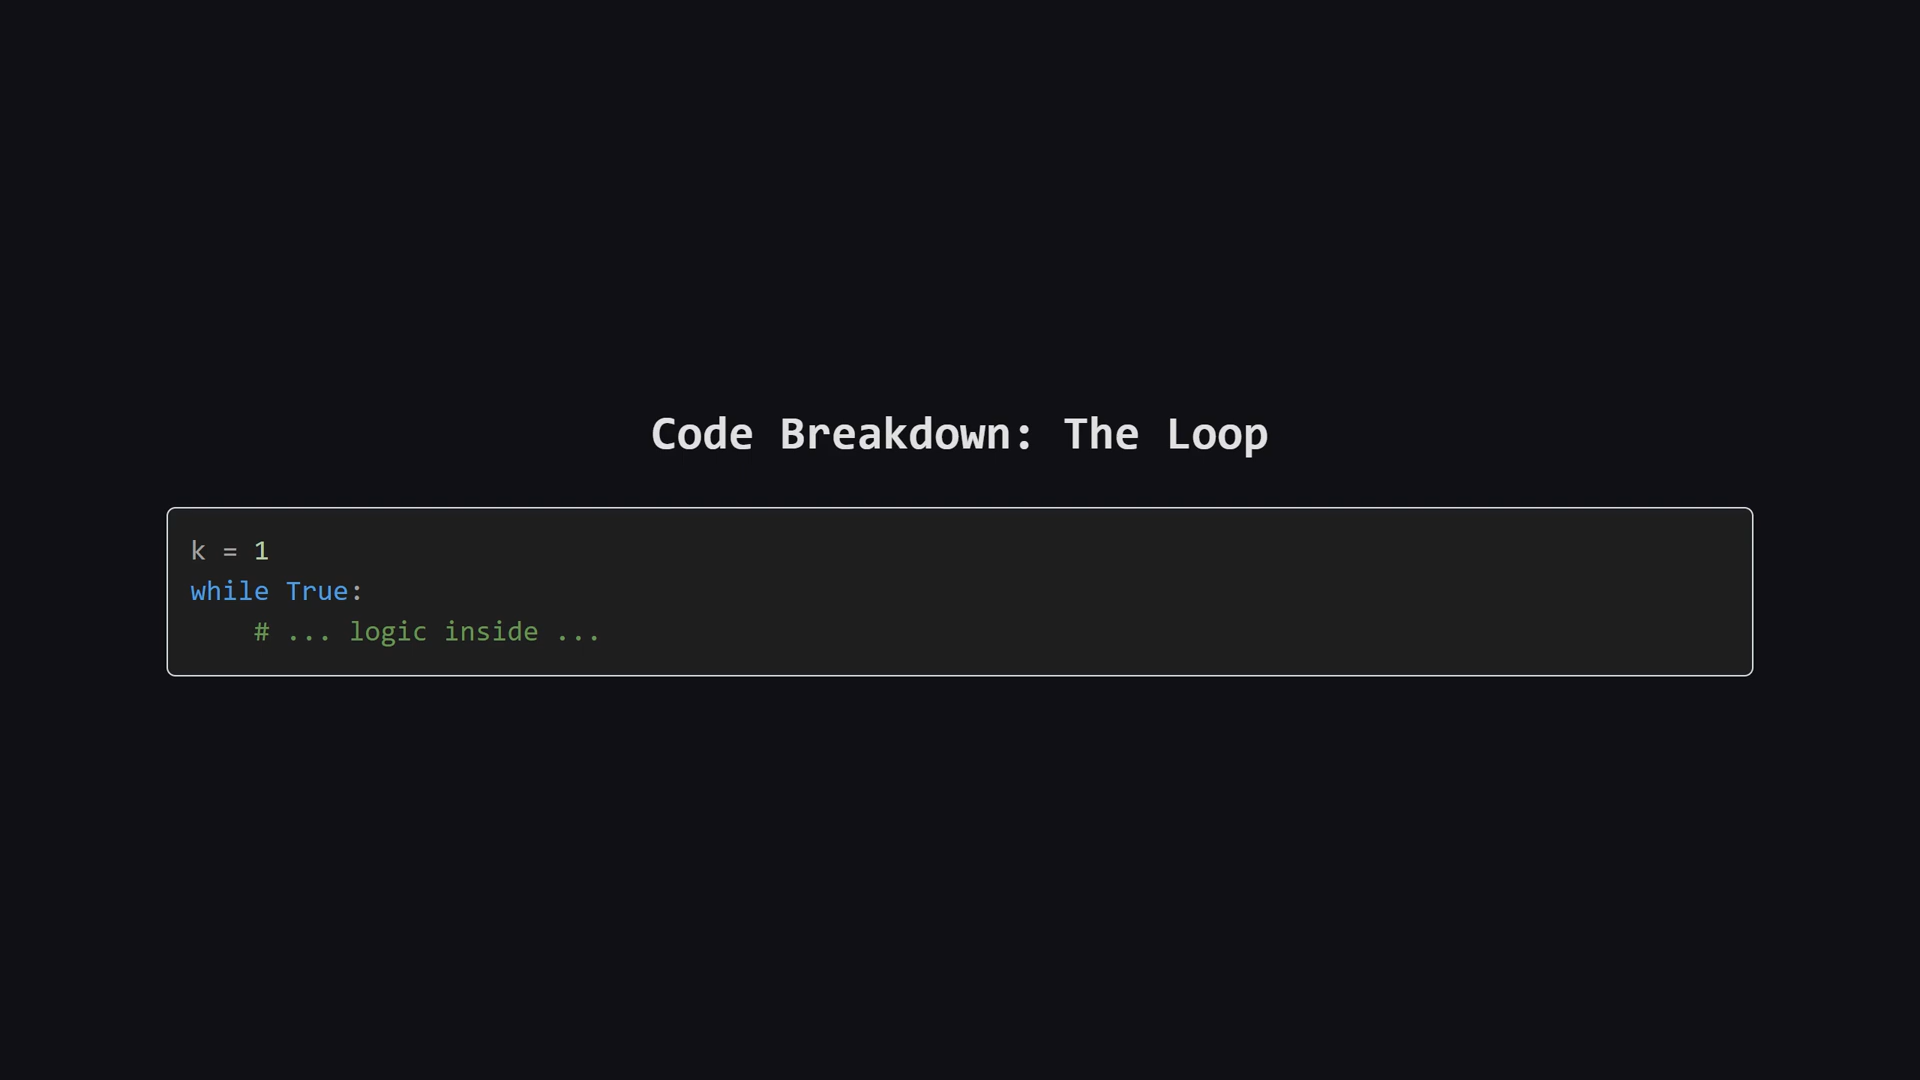 Code Breakdown: The Loop
k = 1
while True:
    # ... logic inside ...